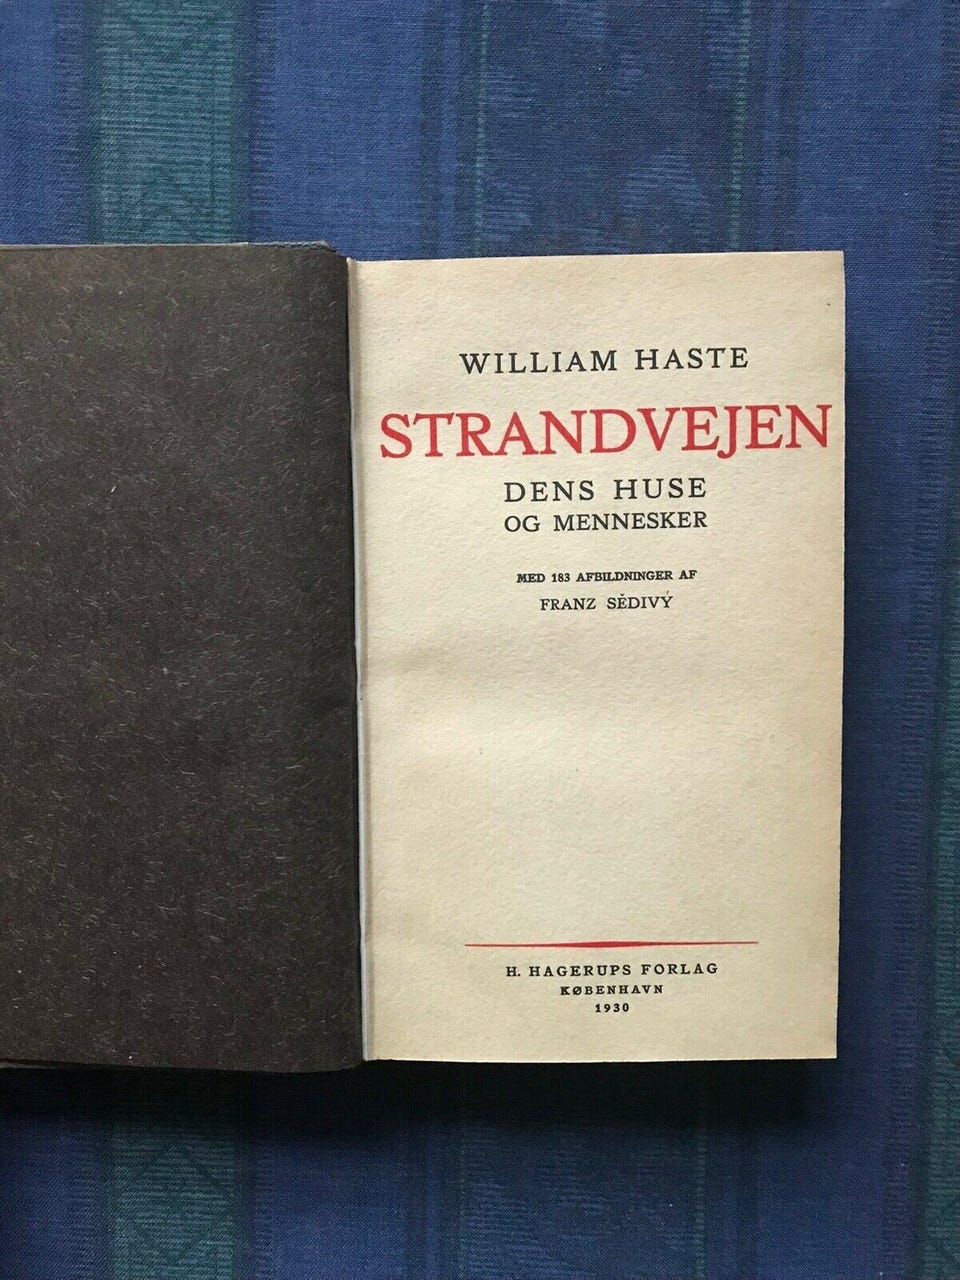 WILLIAM HASTE
STRANDVEJEN
DENS HUSE
OG MENNESKER
MED 183 AFBILDNINGER AF
FRANZ SĚDIVÝ
H. HAGERUPS FORLAG
KØBENHAVN
1930